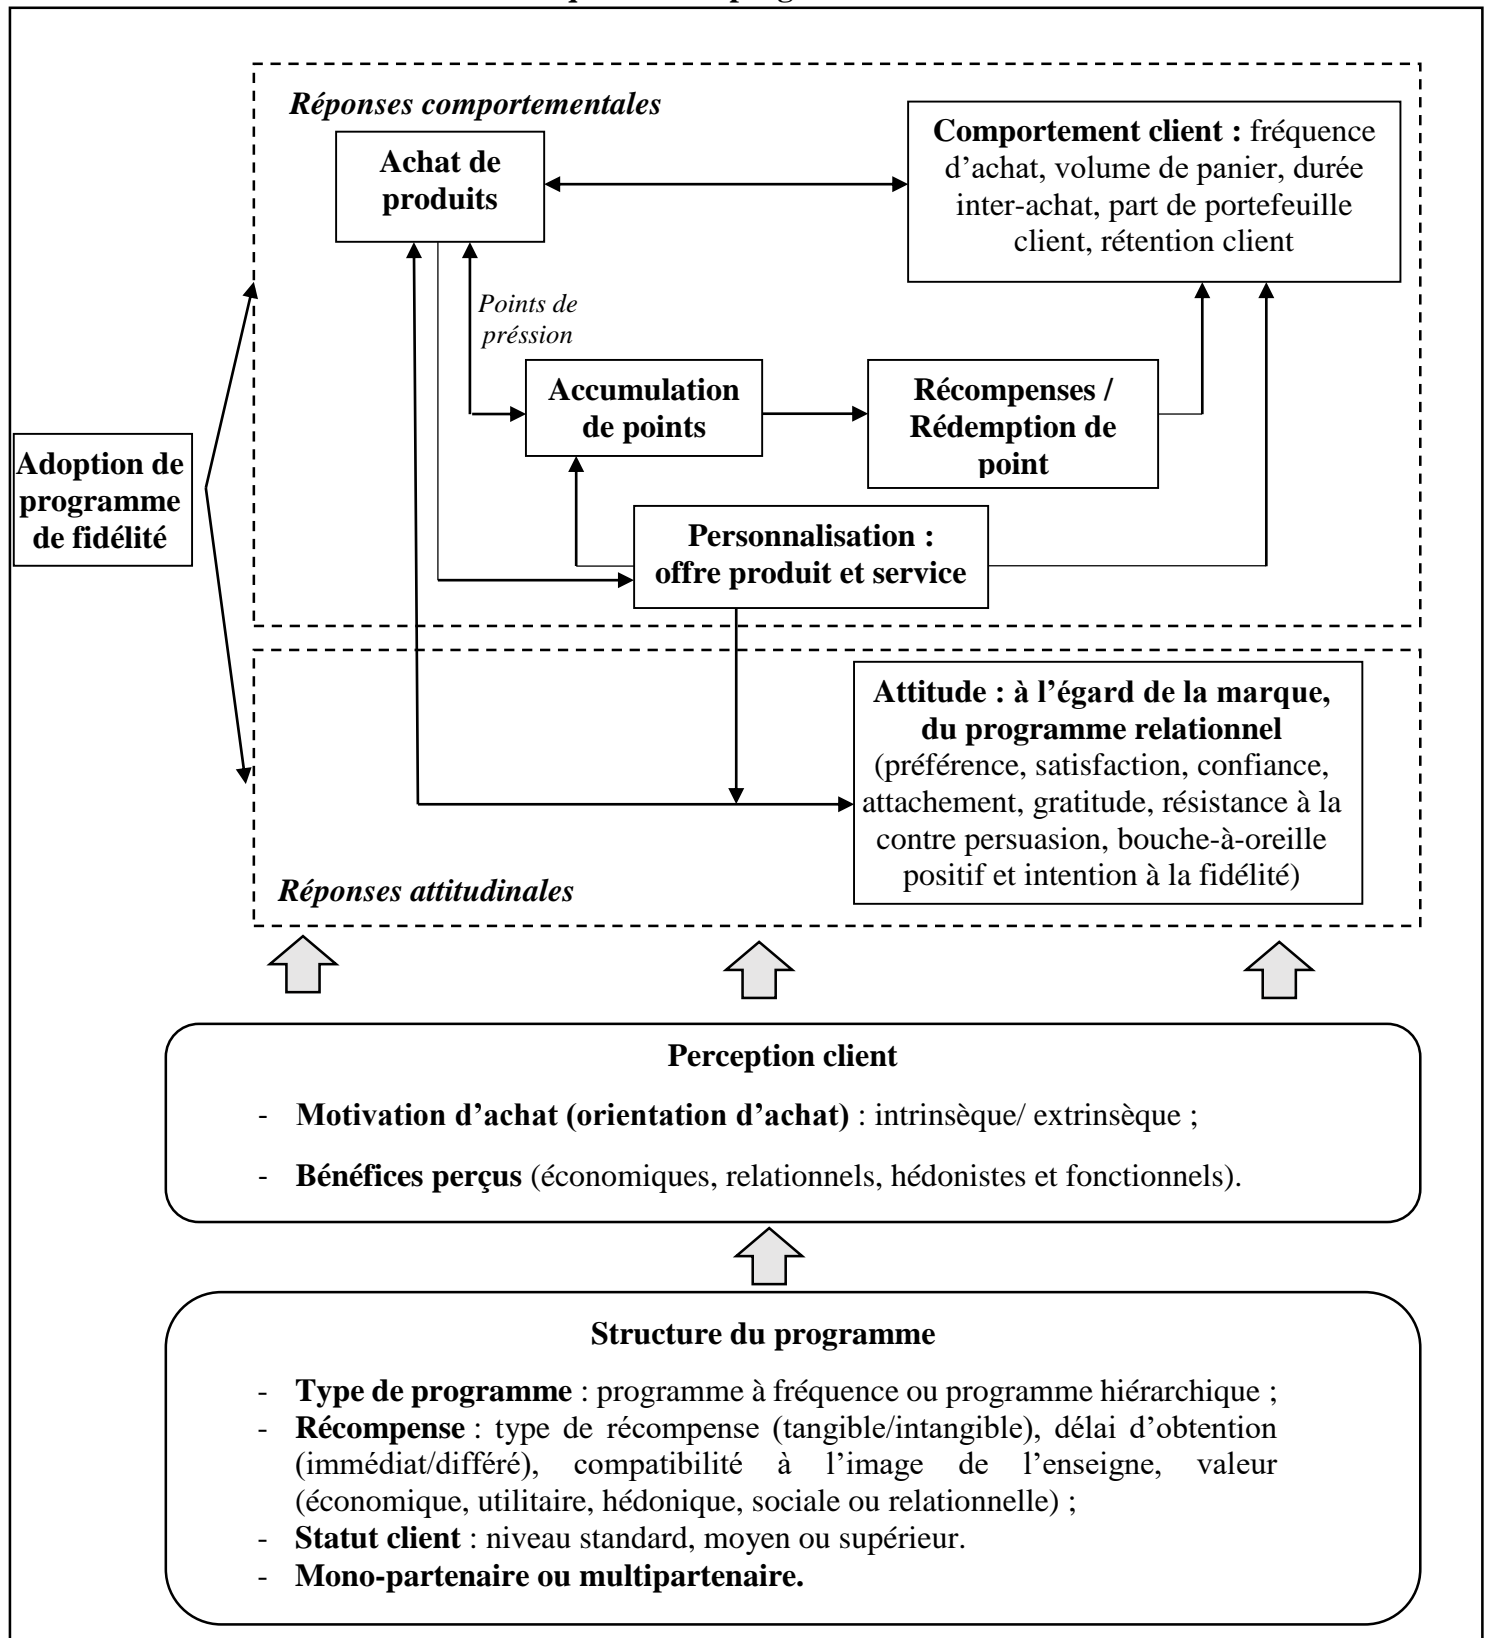 Réponses comportementales
Achat de
produits
Comportement client : fréquence
d’achat, volume de panier, durée
inter-achat, part de portefeuille
client, rétention client
Points de
préssion
Accumulation
de points
Récompenses /
Rédemption de
point
Adoption de
programme
de fidélité
Personnalisation :
offre produit et service
Attitude : à l’égard de la marque,
du programme relationnel
(préférence, satisfaction, confiance,
attachement, gratitude, résistance à la
contre persuasion, bouche-à-oreille
positif et intention à la fidélité)
Réponses attitudinales
Perception client
- Motivation d’achat (orientation d’achat) : intrinsèque/ extrinsèque ;
- Bénéfices perçus (économiques, relationnels, hédonistes et fonctionnels).
Structure du programme
- Type de programme : programme à fréquence ou programme hiérarchique ;
- Récompense : type de récompense (tangible/intangible), délai d’obtention
(immédiat/différé), compatibilité à l’image de l’enseigne, valeur
(économique, utilitaire, hédonique, sociale ou relationnelle) ;
- Statut client : niveau standard, moyen ou supérieur.
- Mono-partenaire ou multipartenaire.